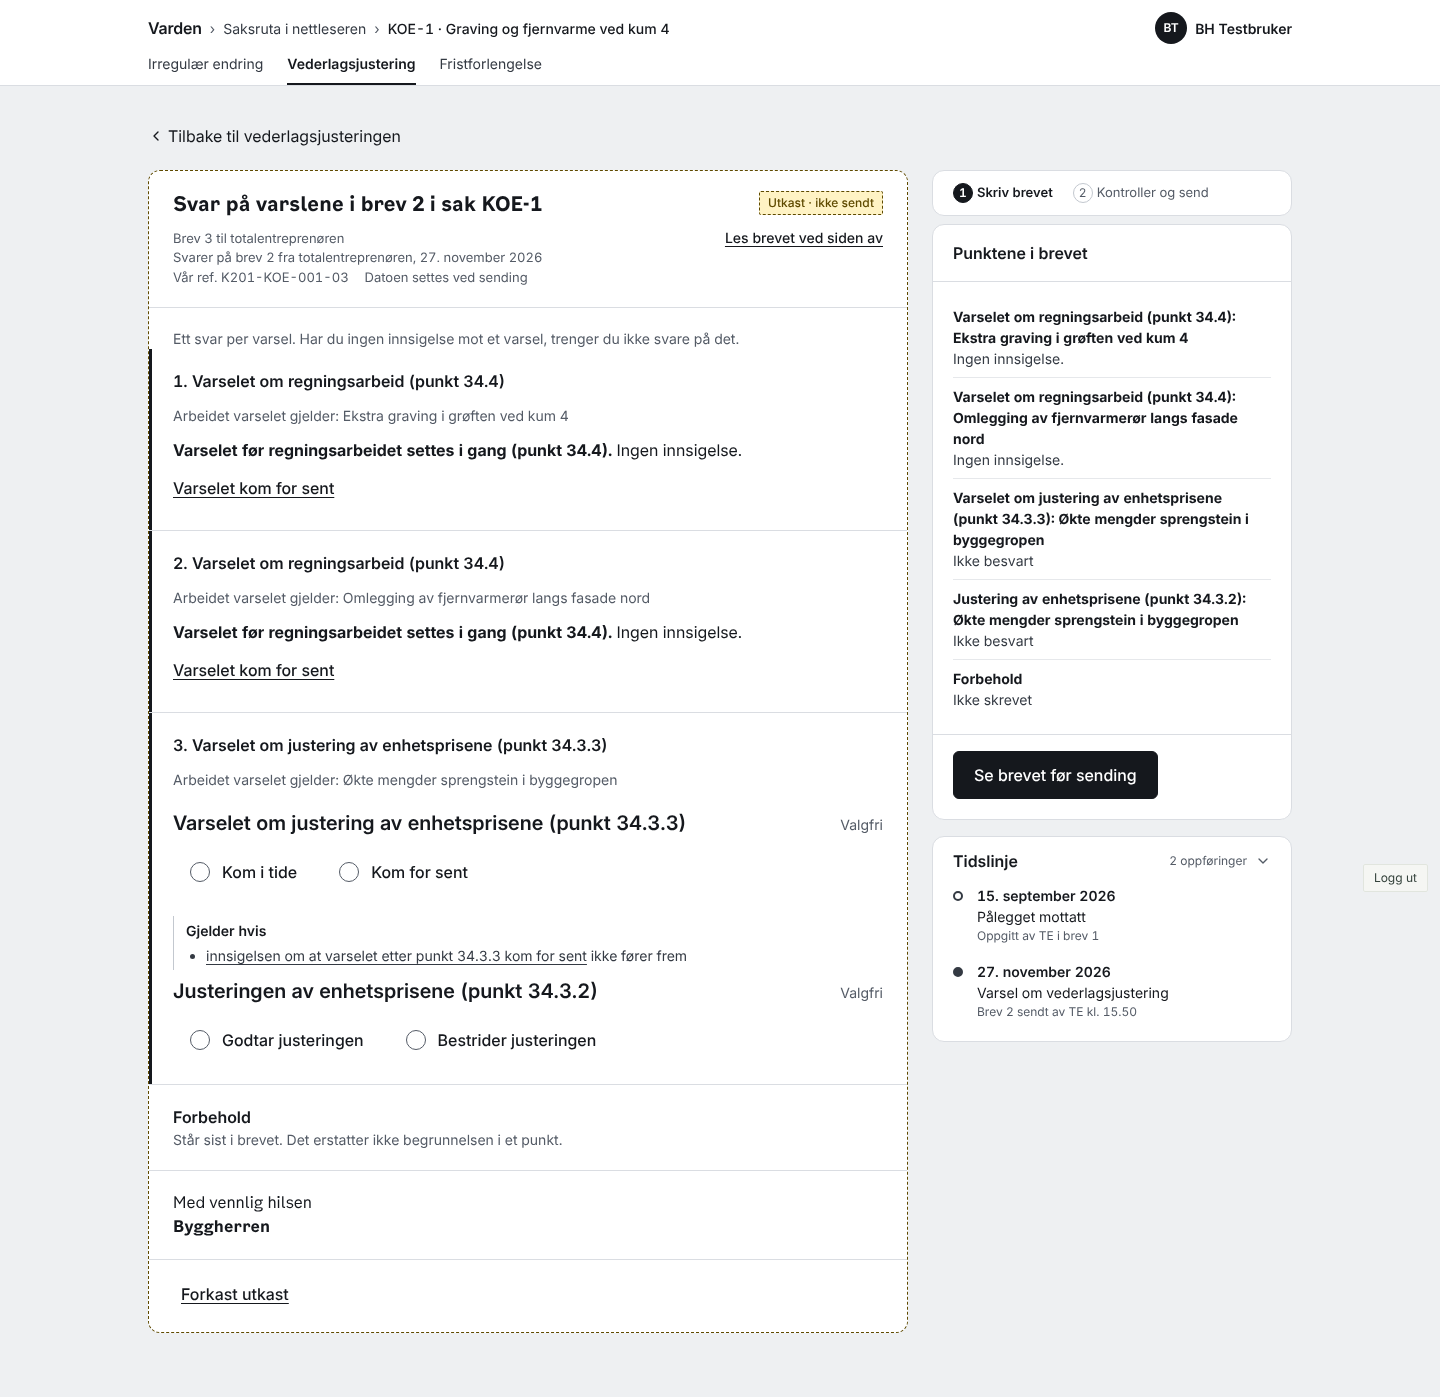 Varden › Saksruta i nettleseren › KOE-1 · Graving og fjernvarme ved kum 4
BT BH Testbruker
Irregulær endring Vederlagsjustering Fristforlengelse
Tilbake til vederlagsjusteringen
Svar på varslene i brev 2 i sak KOE-1
Utkast · ikke sendt
Brev 3 til totalentreprenøren
Les brevet ved siden av
Svarer på brev 2 fra totalentreprenøren, 27. november 2026
Vår ref. K201-KOE-001-03 Datoen settes ved sending
Ett svar per varsel. Har du ingen innsigelse mot et varsel, trenger du ikke svare på det.
1. Varselet om regningsarbeid (punkt 34.4)
Arbeidet varselet gjelder: Ekstra graving i grøften ved kum 4
Varselet før regningsarbeidet settes i gang (punkt 34.4). Ingen innsigelse.
Varselet kom for sent
2. Varselet om regningsarbeid (punkt 34.4)
Arbeidet varselet gjelder: Omlegging av fjernvarmerør langs fasade nord
Varselet før regningsarbeidet settes i gang (punkt 34.4). Ingen innsigelse.
Varselet kom for sent
3. Varselet om justering av enhetsprisene (punkt 34.3.3)
Arbeidet varselet gjelder: Økte mengder sprengstein i byggegropen
Varselet om justering av enhetsprisene (punkt 34.3.3)
Valgfri
Kom i tide Kom for sent
Gjelder hvis
• innsigelsen om at varselet etter punkt 34.3.3 kom for sent ikke fører frem
Justeringen av enhetsprisene (punkt 34.3.2)
Valgfri
Godtar justeringen Bestrider justeringen
Forbehold
Står sist i brevet. Det erstatter ikke begrunnelsen i et punkt.
Med vennlig hilsen
Byggherren
Forkast utkast
1 Skriv brevet 2 Kontroller og send
Punktene i brevet
Varselet om regningsarbeid (punkt 34.4):
Ekstra graving i grøften ved kum 4
Ingen innsigelse.
Varselet om regningsarbeid (punkt 34.4):
Omlegging av fjernvarmerør langs fasade
nord
Ingen innsigelse.
Varselet om justering av enhetsprisene
(punkt 34.3.3): Økte mengder sprengstein i
byggegropen
Ikke besvart
Justering av enhetsprisene (punkt 34.3.2):
Økte mengder sprengstein i byggegropen
Ikke besvart
Forbehold
Ikke skrevet
Se brevet før sending
Tidslinje
2 oppføringer
15. september 2026
Pålegget mottatt
Oppgitt av TE i brev 1
27. november 2026
Varsel om vederlagsjustering
Brev 2 sendt av TE kl. 15.50
Logg ut